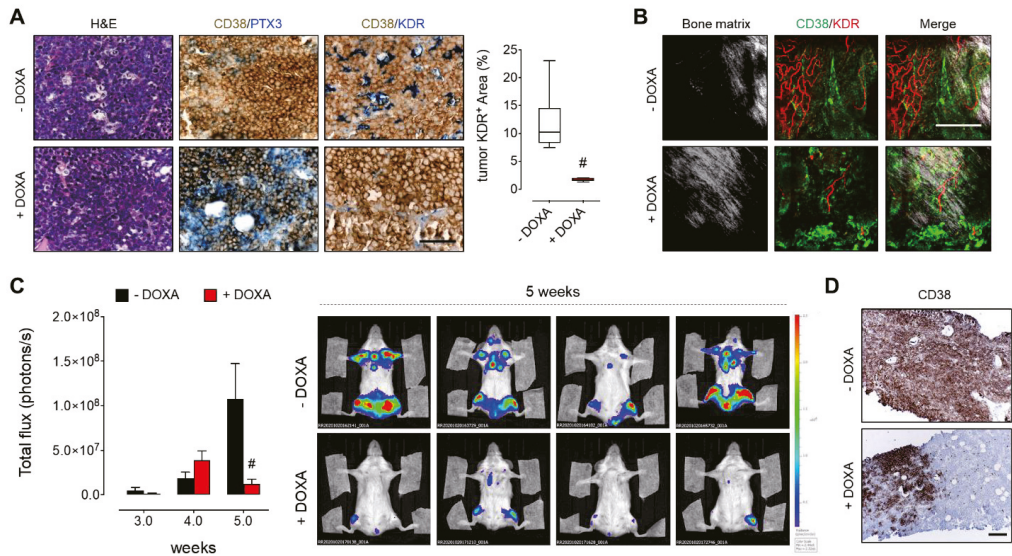 A
H&E
CD38/PTX3
CD38/KDR
- DOXA
+ DOXA
tumor KDR+ Area (%)
25
20
15
10
5
0
#
- DOXA
+ DOXA
B
Bone matrix
CD38/KDR
Merge
- DOXA
+ DOXA
C
- DOXA
+ DOXA
Total flux (photons/s)
2.0×10⁸
1.5×10⁸
1.0×10⁸
5.0×10⁷
0.0
#
3.0
4.0
5.0
weeks
5 weeks
- DOXA
+ DOXA
D
CD38
- DOXA
+ DOXA